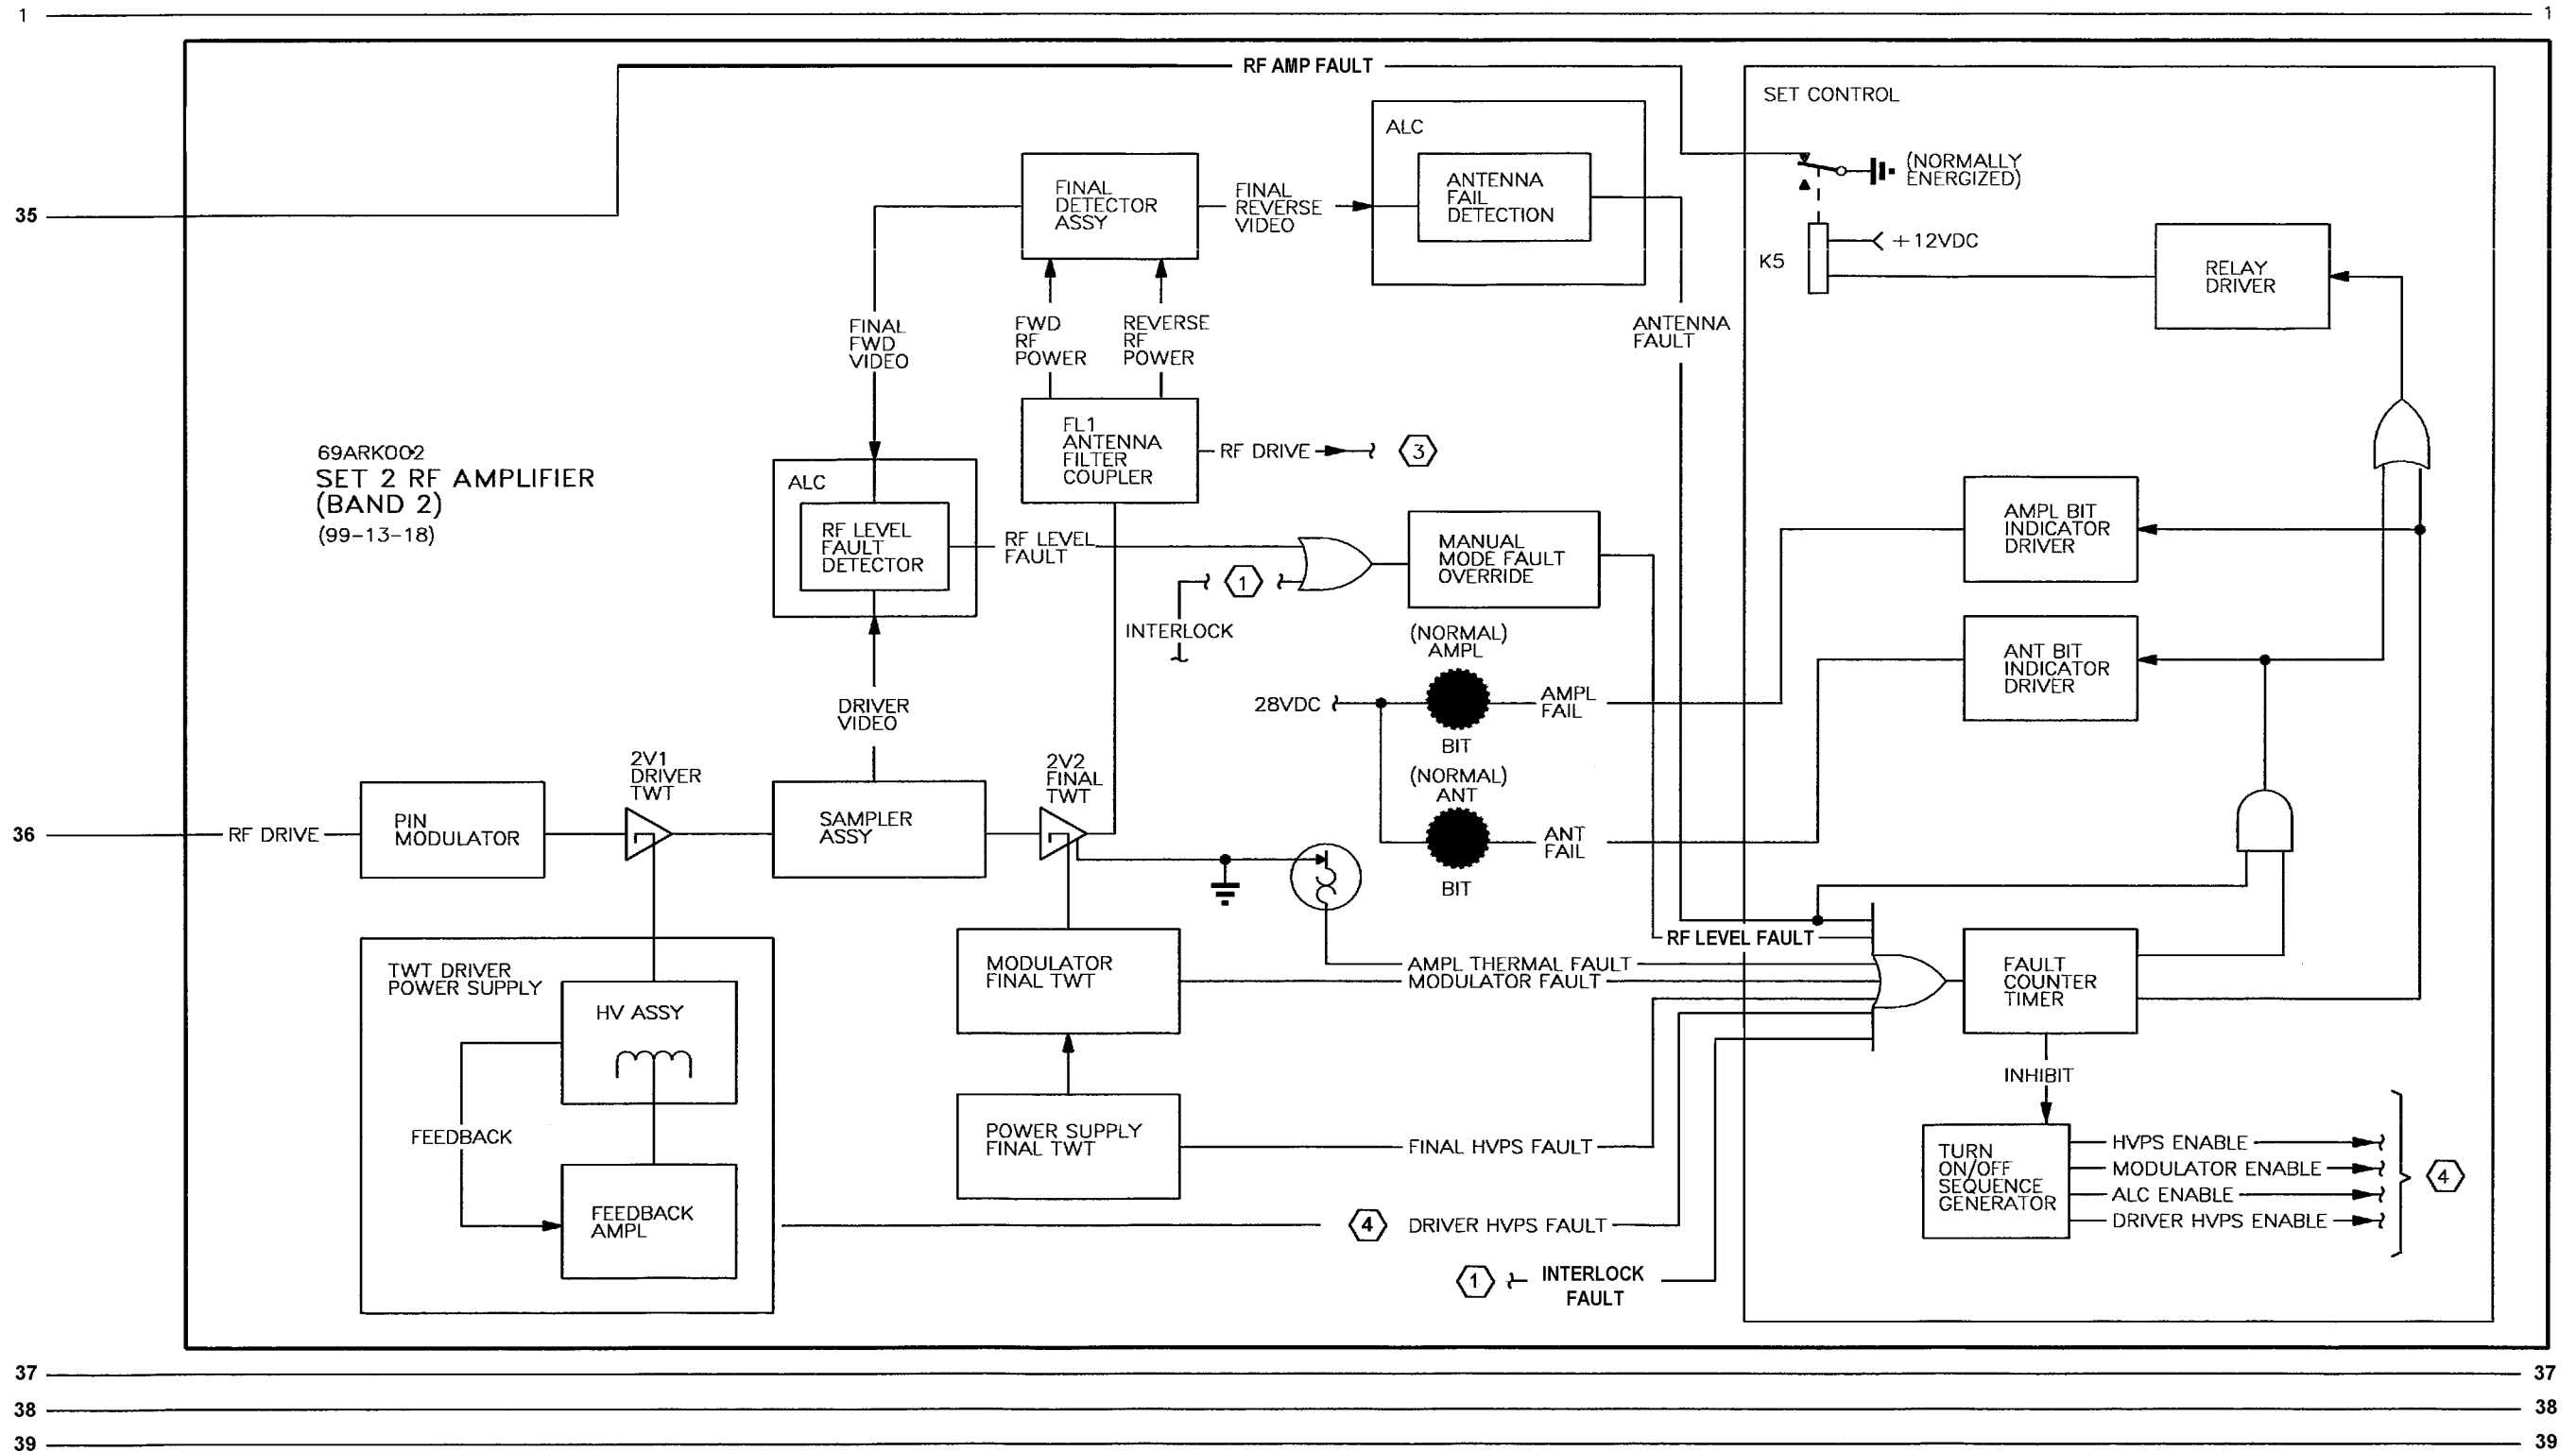 1
1
RF AMP FAULT
SET CONTROL
ALC
(NORMALLY
ENERGIZED)
FINAL
DETECTOR
ASSY
FINAL
REVERSE
VIDEO
ANTENNA
FAIL
DETECTION
35
+12VDC
K5
RELAY
DRIVER
FINAL
FWD
VIDEO
FWD
RF
POWER
REVERSE
RF
POWER
ANTENNA
FAULT
69ARK002
SET 2 RF AMPLIFIER
(BAND 2)
(99-13-18)
FL1
ANTENNA
FILTER
COUPLER
RF DRIVE
3
ALC
RF LEVEL
FAULT
DETECTOR
RF LEVEL
FAULT
1
INTERLOCK
MANUAL
MODE FAULT
OVERRIDE
AMPL BIT
INDICATOR
DRIVER
(NORMAL)
AMPL
28VDC
AMPL
FAIL
BIT
ANT BIT
INDICATOR
DRIVER
DRIVER
VIDEO
(NORMAL)
ANT
ANT
FAIL
BIT
2V1
DRIVER
TWT
2V2
FINAL
TWT
36
RF DRIVE
PIN
MODULATOR
SAMPLER
ASSY
RF LEVEL FAULT
AMPL THERMAL FAULT
MODULATOR FAULT
FAULT
COUNTER
TIMER
TWT DRIVER
POWER SUPPLY
HV ASSY
MODULATOR
FINAL TWT
INHIBIT
FEEDBACK
POWER SUPPLY
FINAL TWT
FINAL HVPS FAULT
TURN
ON/OFF
SEQUENCE
GENERATOR
HVPS ENABLE
MODULATOR ENABLE
ALC ENABLE
DRIVER HVPS ENABLE
4
FEEDBACK
AMPL
4
DRIVER HVPS FAULT
1
INTERLOCK
FAULT
37
37
38
38
39
39